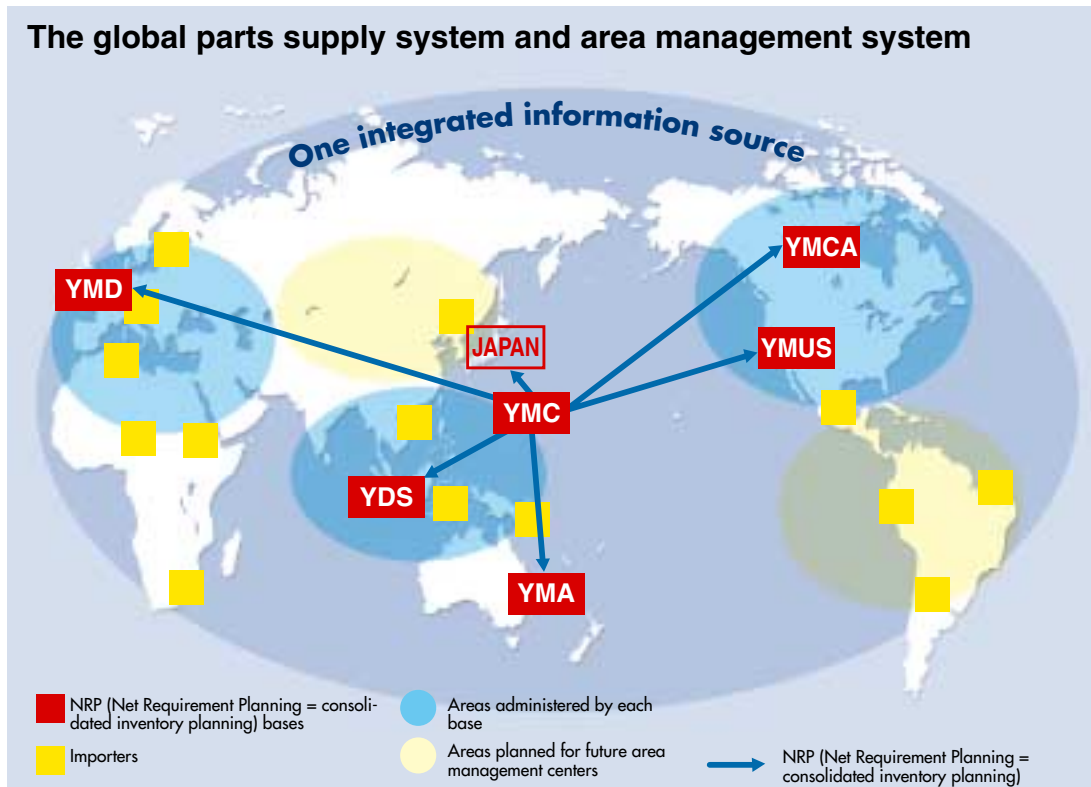 The global parts supply system and area management system
One integrated information source
YMCA
YMD
YMUS
JAPAN
YMC
YDS
YMA
NRP (Net Requirement Planning = consoli-
dated inventory planning) bases
Importers
Areas administered by each
base
Areas planned for future area
management centers
NRP (Net Requirement Planning =
consolidated inventory planning)